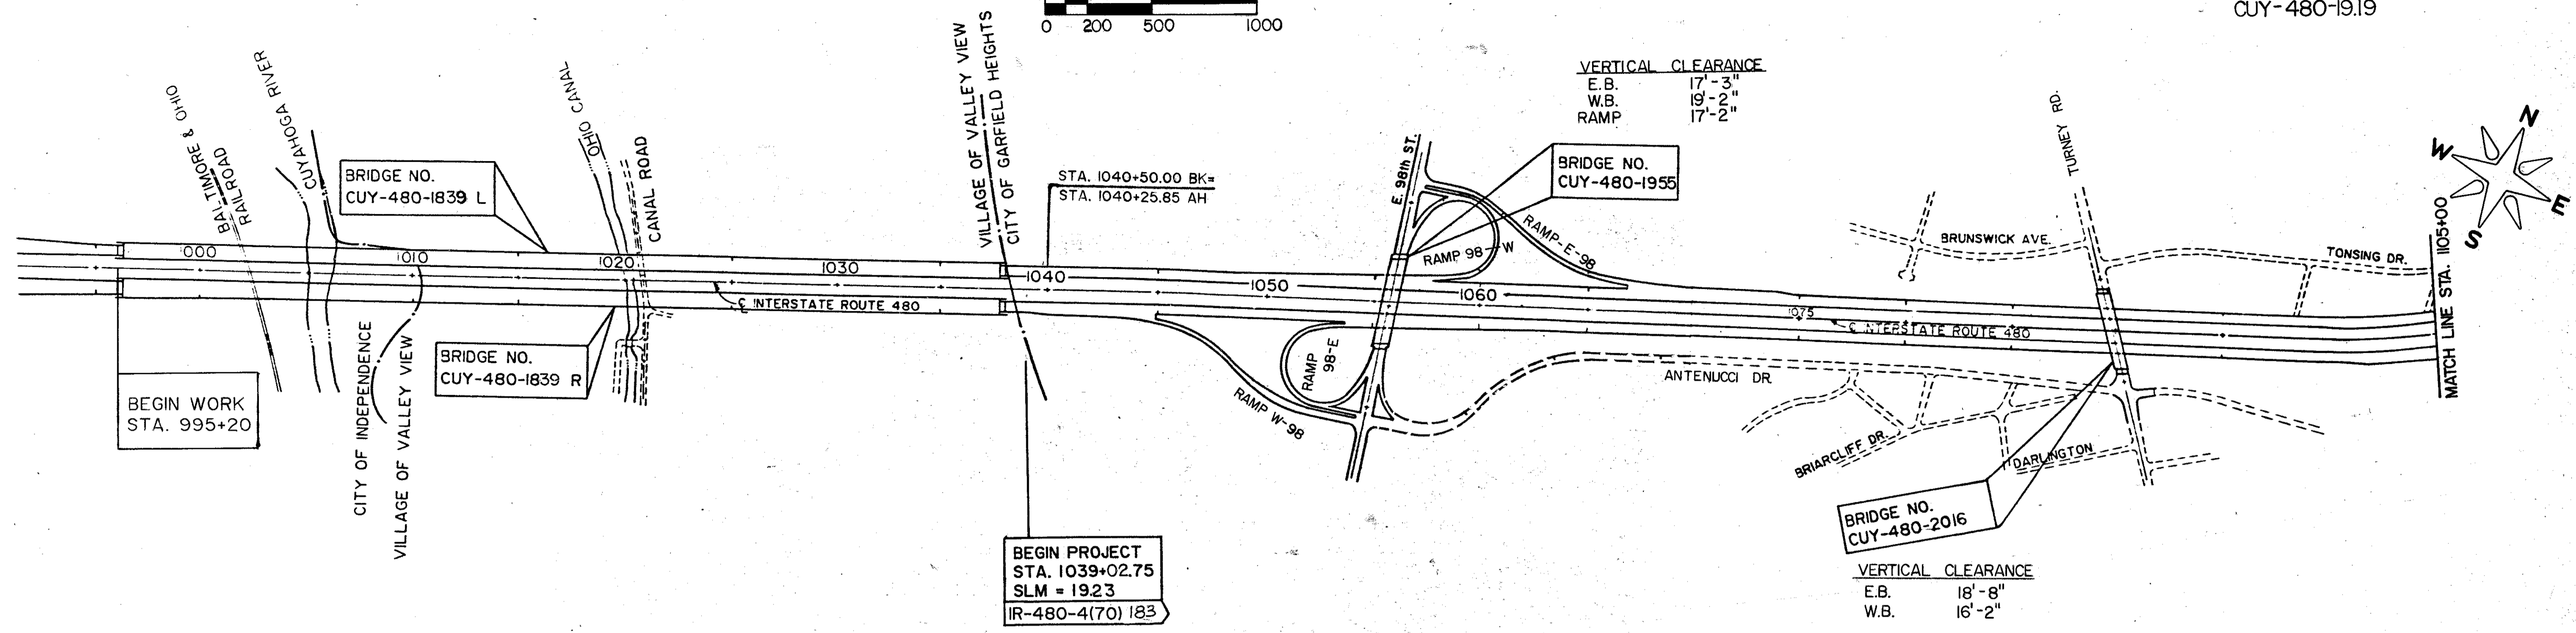 CUY-480-19.19
0 200 500 1000
VERTICAL CLEARANCE
E.B. 17'-3"
W.B. 19'-2"
RAMP 17'-2"
BALTIMORE & OHIO
RAILROAD
CUYAHOGA RIVER
BRIDGE NO.
CUY-480-1839 L
OHIO CANAL
CANAL ROAD
VILLAGE OF VALLEY VIEW
CITY OF GARFIELD HEIGHTS
STA. 1040+50.00 BK=
STA. 1040+25.85 AH
E. 98th ST.
BRIDGE NO.
CUY-480-1955
RAMP 98-W
RAMP-E-98
BRUNSWICK AVE.
TURNEY RD.
TONSING DR.
N
W
E
S
MATCH LINE STA. 1105+00
1000
1010
1020
1030
1040
1050
1060
1075
℄ INTERSTATE ROUTE 480
℄ INTERSTATE ROUTE 480
BEGIN WORK
STA. 995+20
CITY OF INDEPENDENCE
VILLAGE OF VALLEY VIEW
BRIDGE NO.
CUY-480-1839 R
RAMP
98-E
RAMP W-98
ANTENUCCI DR.
BRIARCLIFF DR.
DARLINGTON
BRIDGE NO.
CUY-480-2016
BEGIN PROJECT
STA. 1039+02.75
SLM = 19.23
IR-480-4(70) 183
VERTICAL CLEARANCE
E.B. 18'-8"
W.B. 16'-2"